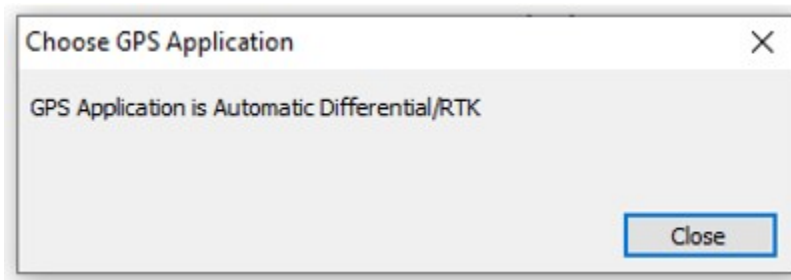 Choose GPS Application
GPS Application is Automatic Differential/RTK
Close